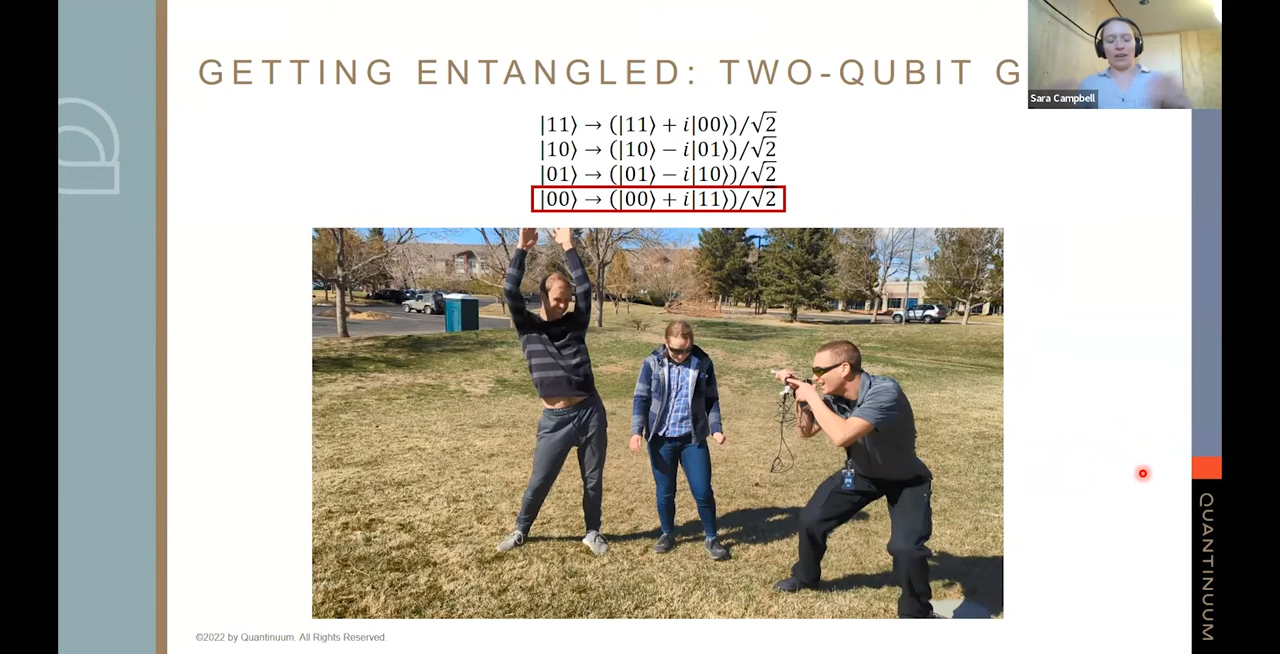 GETTING ENTANGLED: TWO-QUBIT G
Sara Campbell
|11⟩ → (|11⟩ + i|00⟩)/√2
|10⟩ → (|10⟩ − i|01⟩)/√2
|01⟩ → (|01⟩ − i|10⟩)/√2
|00⟩ → (|00⟩ + i|11⟩)/√2
QUANTINUUM
©2022 by Quantinuum. All Rights Reserved.